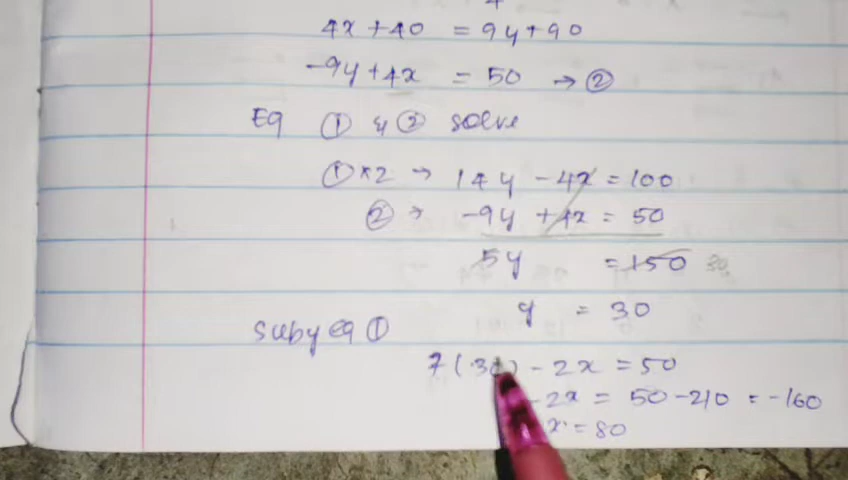 4x + 40 = 9y + 90
-9y + 4x = 50 → ②
Eq ① & ② solve
① × 2 → 14y - 4x = 100
② → -9y + 4x = 50
5y = 150 30
y = 30
Sub y eq ①
7(30) - 2x = 50
- 2x = 50 - 210 = -160
x = 80